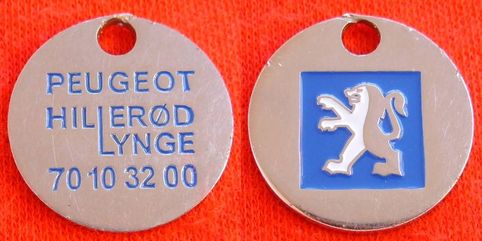 PEUGEOT
HILLERØD
LYNGE
70 10 32 00